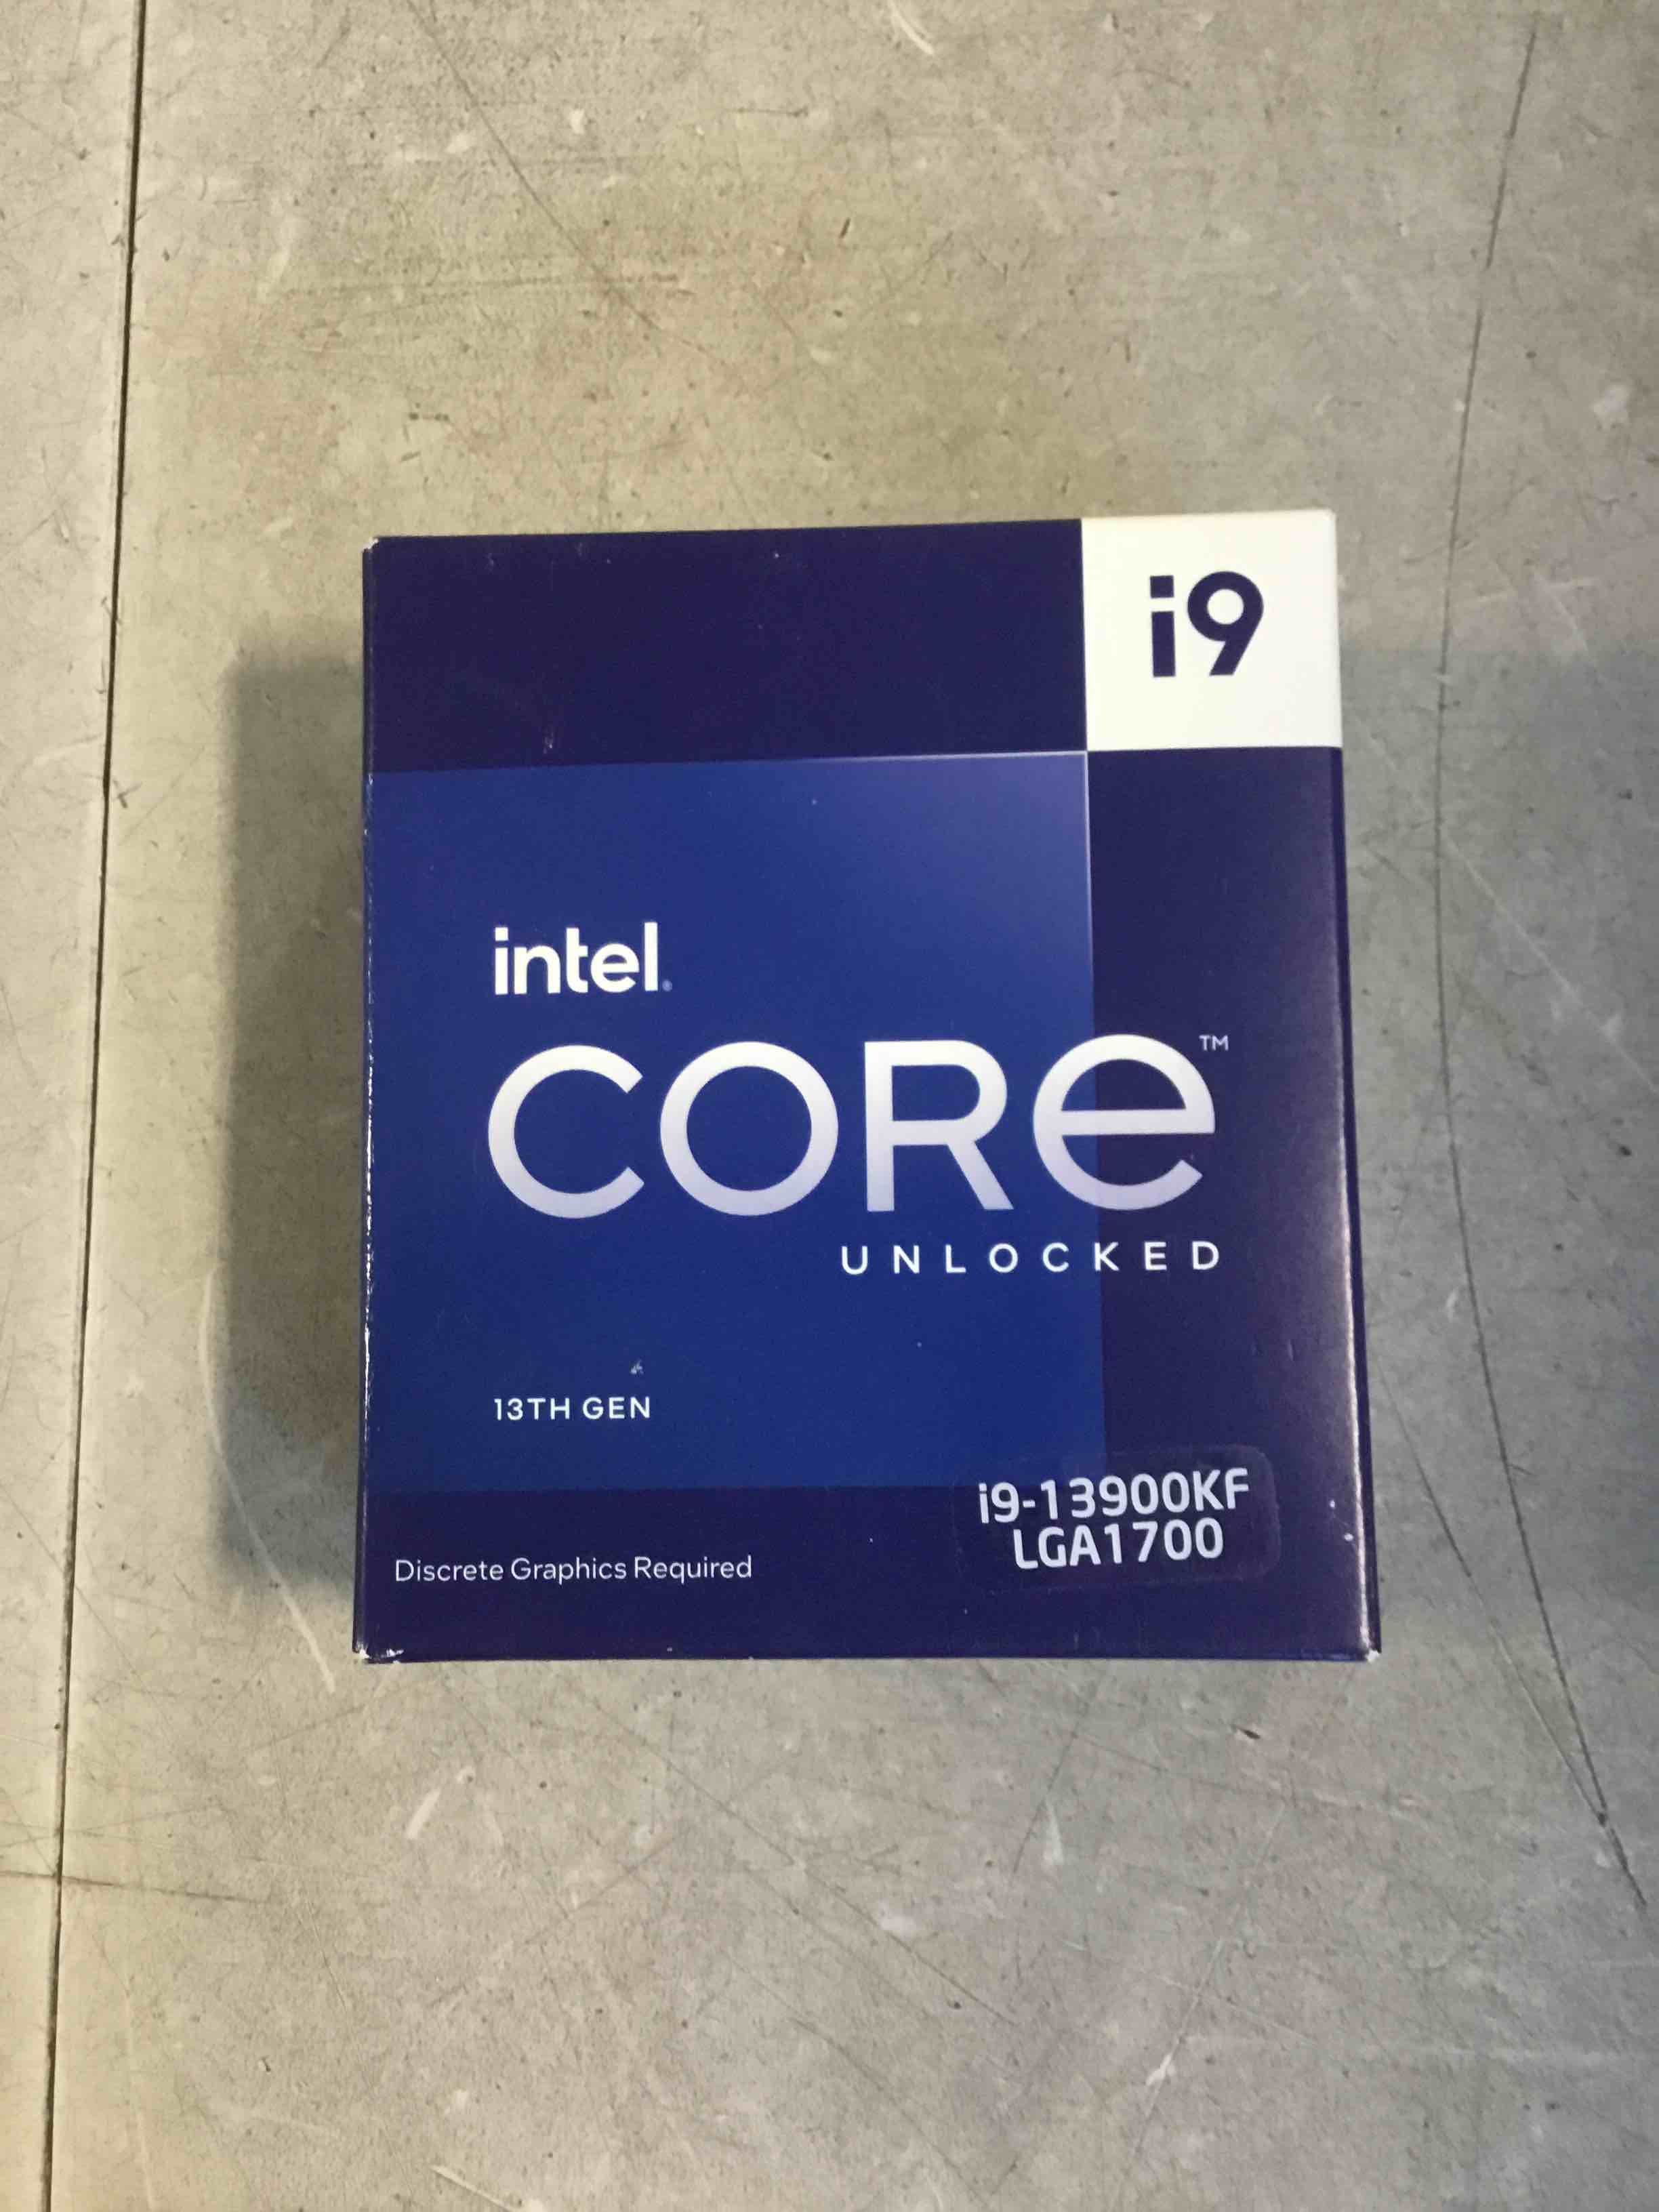 i9
intel.
CORe™
UNLOCKED
13TH GEN
i9-13900KF
LGA1700
Discrete Graphics Required